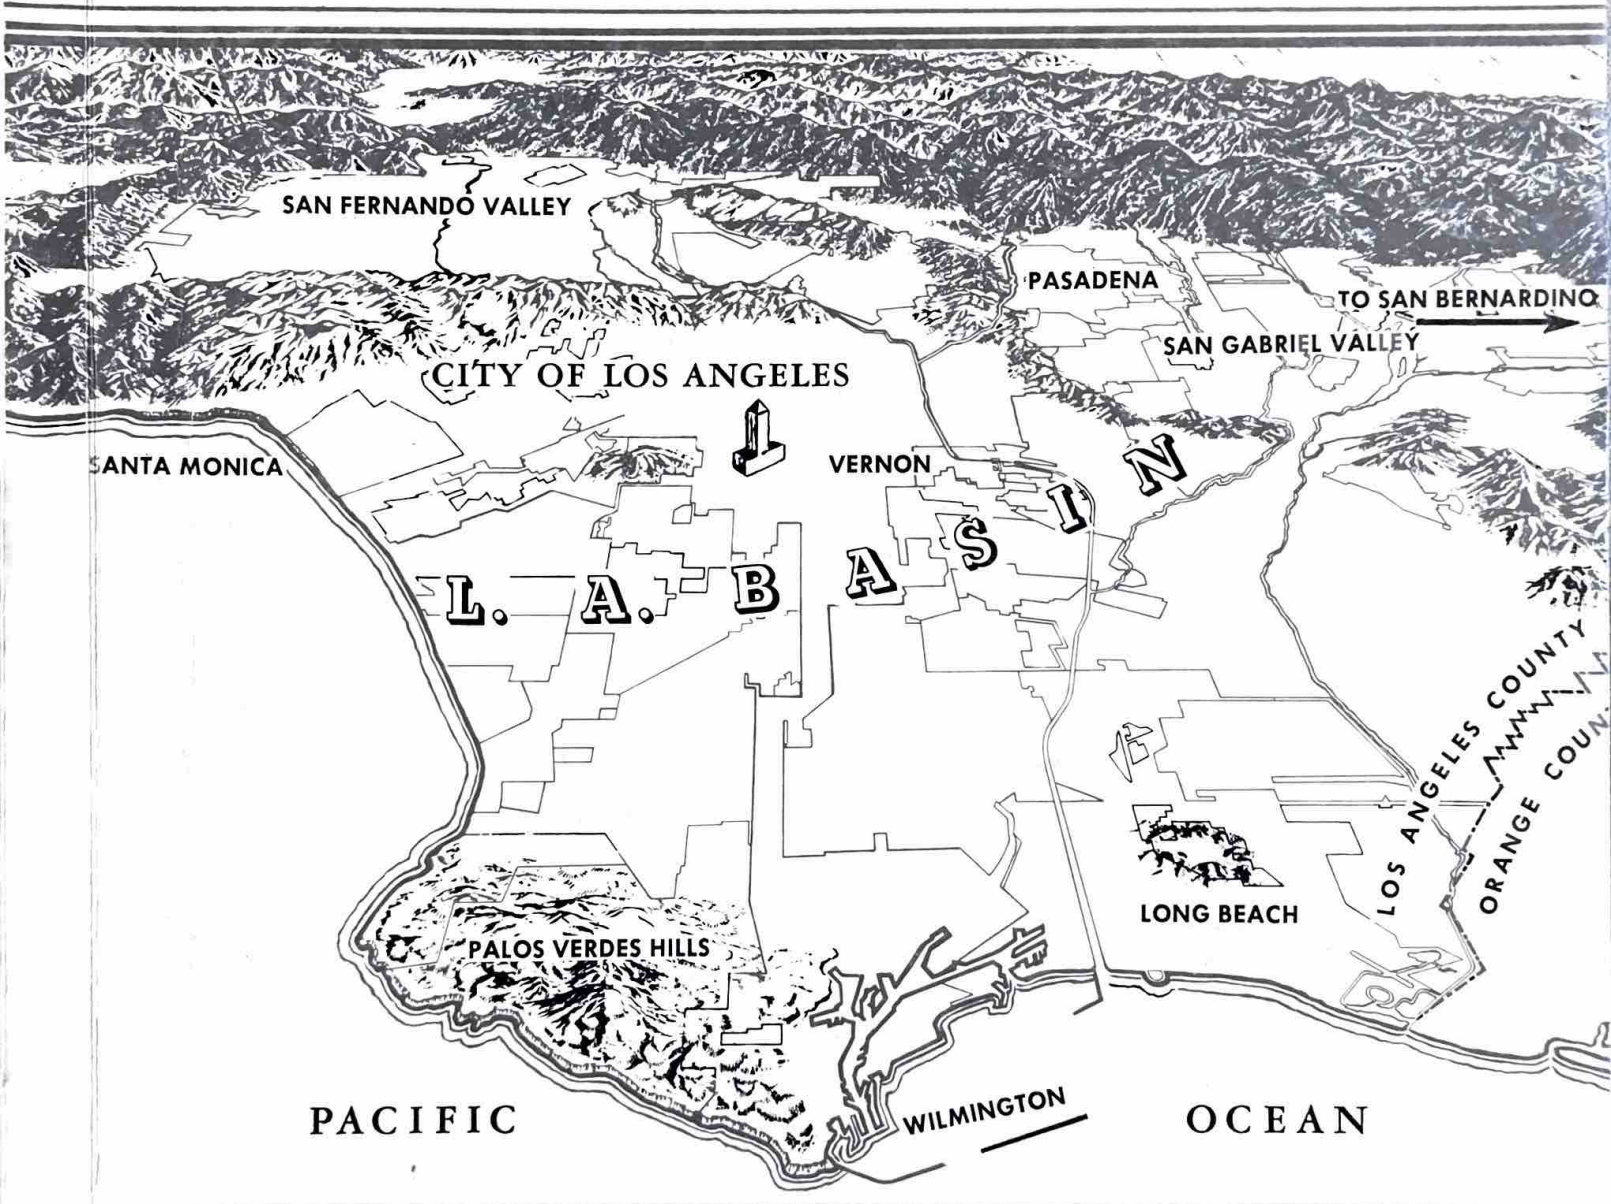 SAN FERNANDO VALLEY
PASADENA
TO SAN BERNARDINO
SAN GABRIEL VALLEY
CITY OF LOS ANGELES
SANTA MONICA
VERNON
L. A. BASIN
LOS ANGELES COUNTY
ORANGE COUN
LONG BEACH
PALOS VERDES HILLS
WILMINGTON
PACIFIC OCEAN